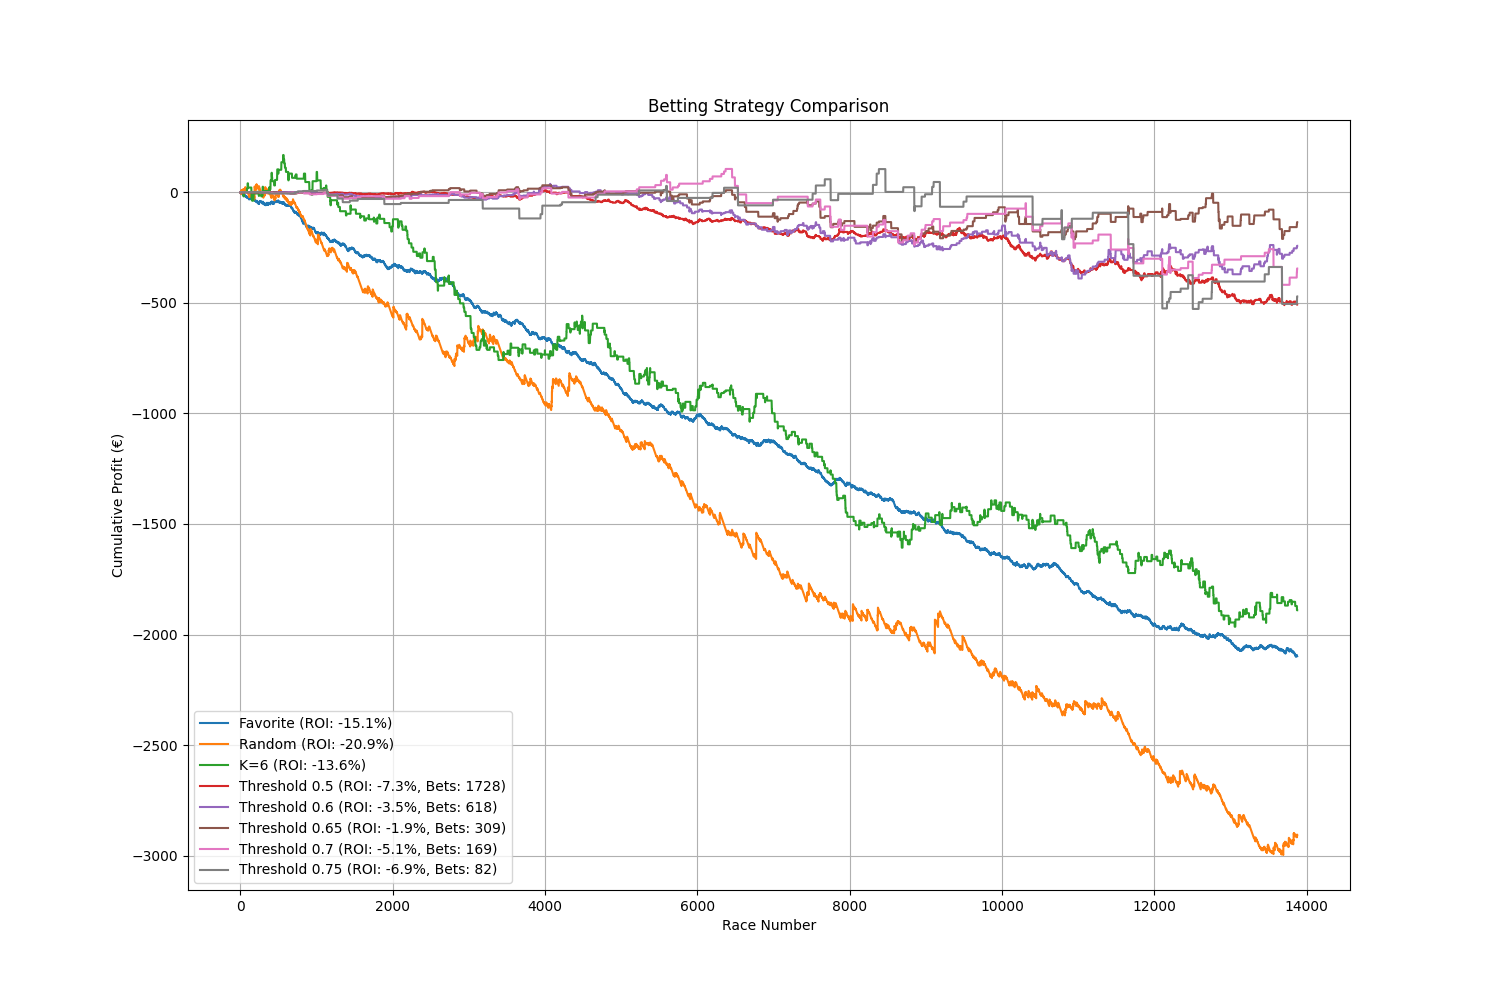 Betting Strategy Comparison
Cumulative Profit (€)
0
−500
−1000
−1500
−2000
−2500
−3000
Favorite (ROI: -15.1%)
Random (ROI: -20.9%)
K=6 (ROI: -13.6%)
Threshold 0.5 (ROI: -7.3%, Bets: 1728)
Threshold 0.6 (ROI: -3.5%, Bets: 618)
Threshold 0.65 (ROI: -1.9%, Bets: 309)
Threshold 0.7 (ROI: -5.1%, Bets: 169)
Threshold 0.75 (ROI: -6.9%, Bets: 82)
0 2000 4000 6000 8000 10000 12000 14000
Race Number